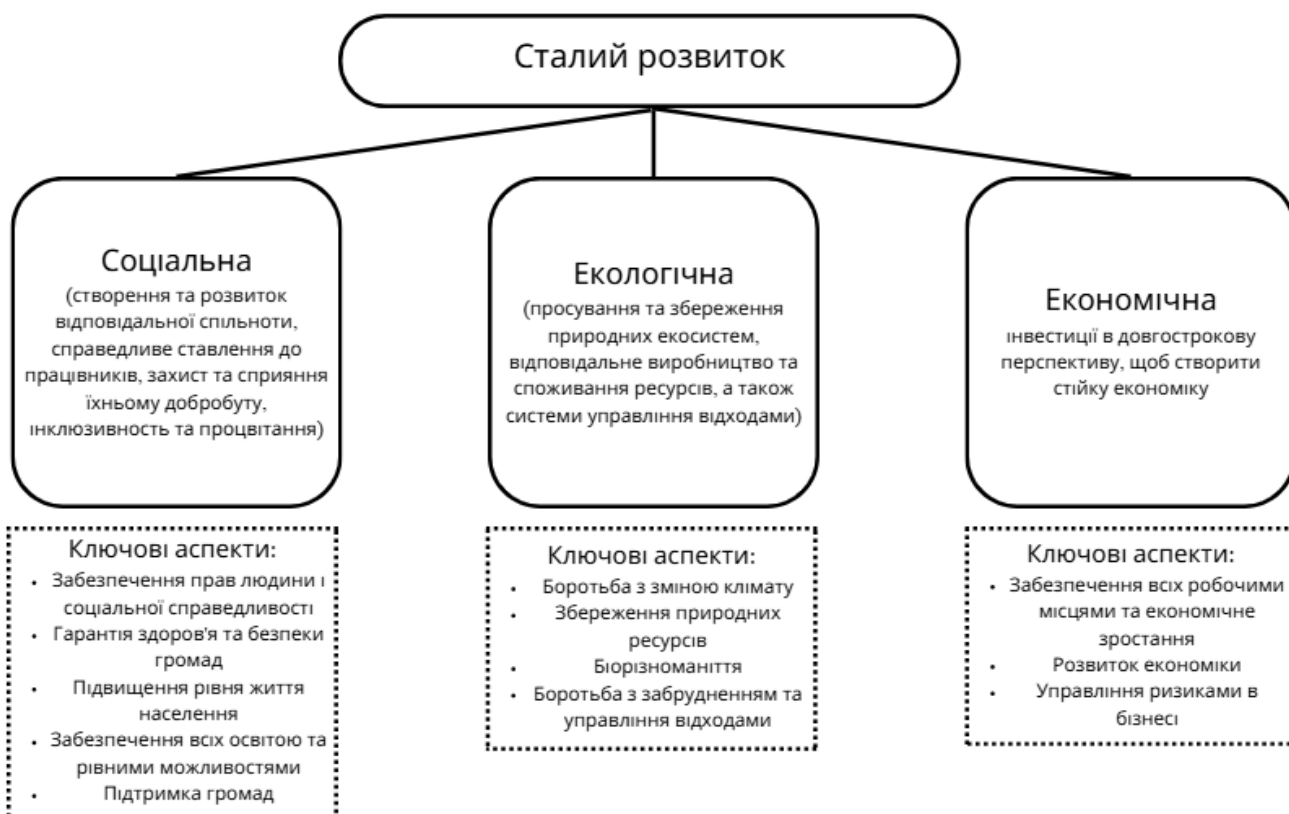 Сталий розвиток
Соціальна
(створення та розвиток
відповідальної спільноти,
справедливе ставлення до
працівників, захист та сприяння
їхньому добробуту,
інклюзивність та процвітання)
Екологічна
(просування та збереження
природних екосистем,
відповідальне виробництво та
споживання ресурсів, а також
системи управління відходами)
Економічна
інвестиції в довгострокову
перспективу, щоб створити
стійку економіку
Ключові аспекти:
• Забезпечення прав людини і
соціальної справедливості
• Гарантія здоров'я та безпеки
громад
• Підвищення рівня життя
населення
• Забезпечення всіх освітою та
рівними можливостями
• Підтримка громад
Ключові аспекти:
• Боротьба з зміною клімату
• Збереження природних
ресурсів
• Біорізноманіття
• Боротьба з забрудненням та
управління відходами
Ключові аспекти:
• Забезпечення всіх робочими
місцями та економічне
зростання
• Розвиток економіки
• Управління ризиками в
бізнесі